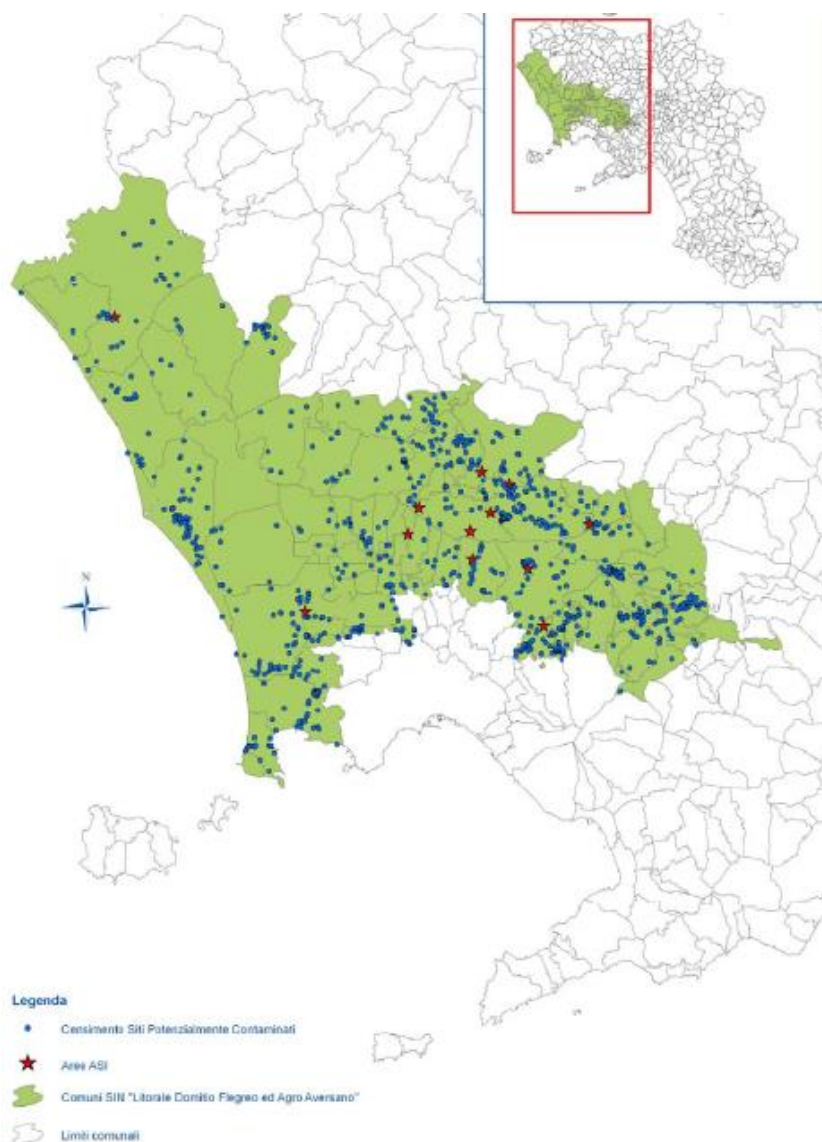 N
Legenda
Censimento Siti Potenzialmente Contaminati
Aree ASI
Comuni SIN "Litorale Domitio Flegreo ed Agro Aversano"
Limiti comunali